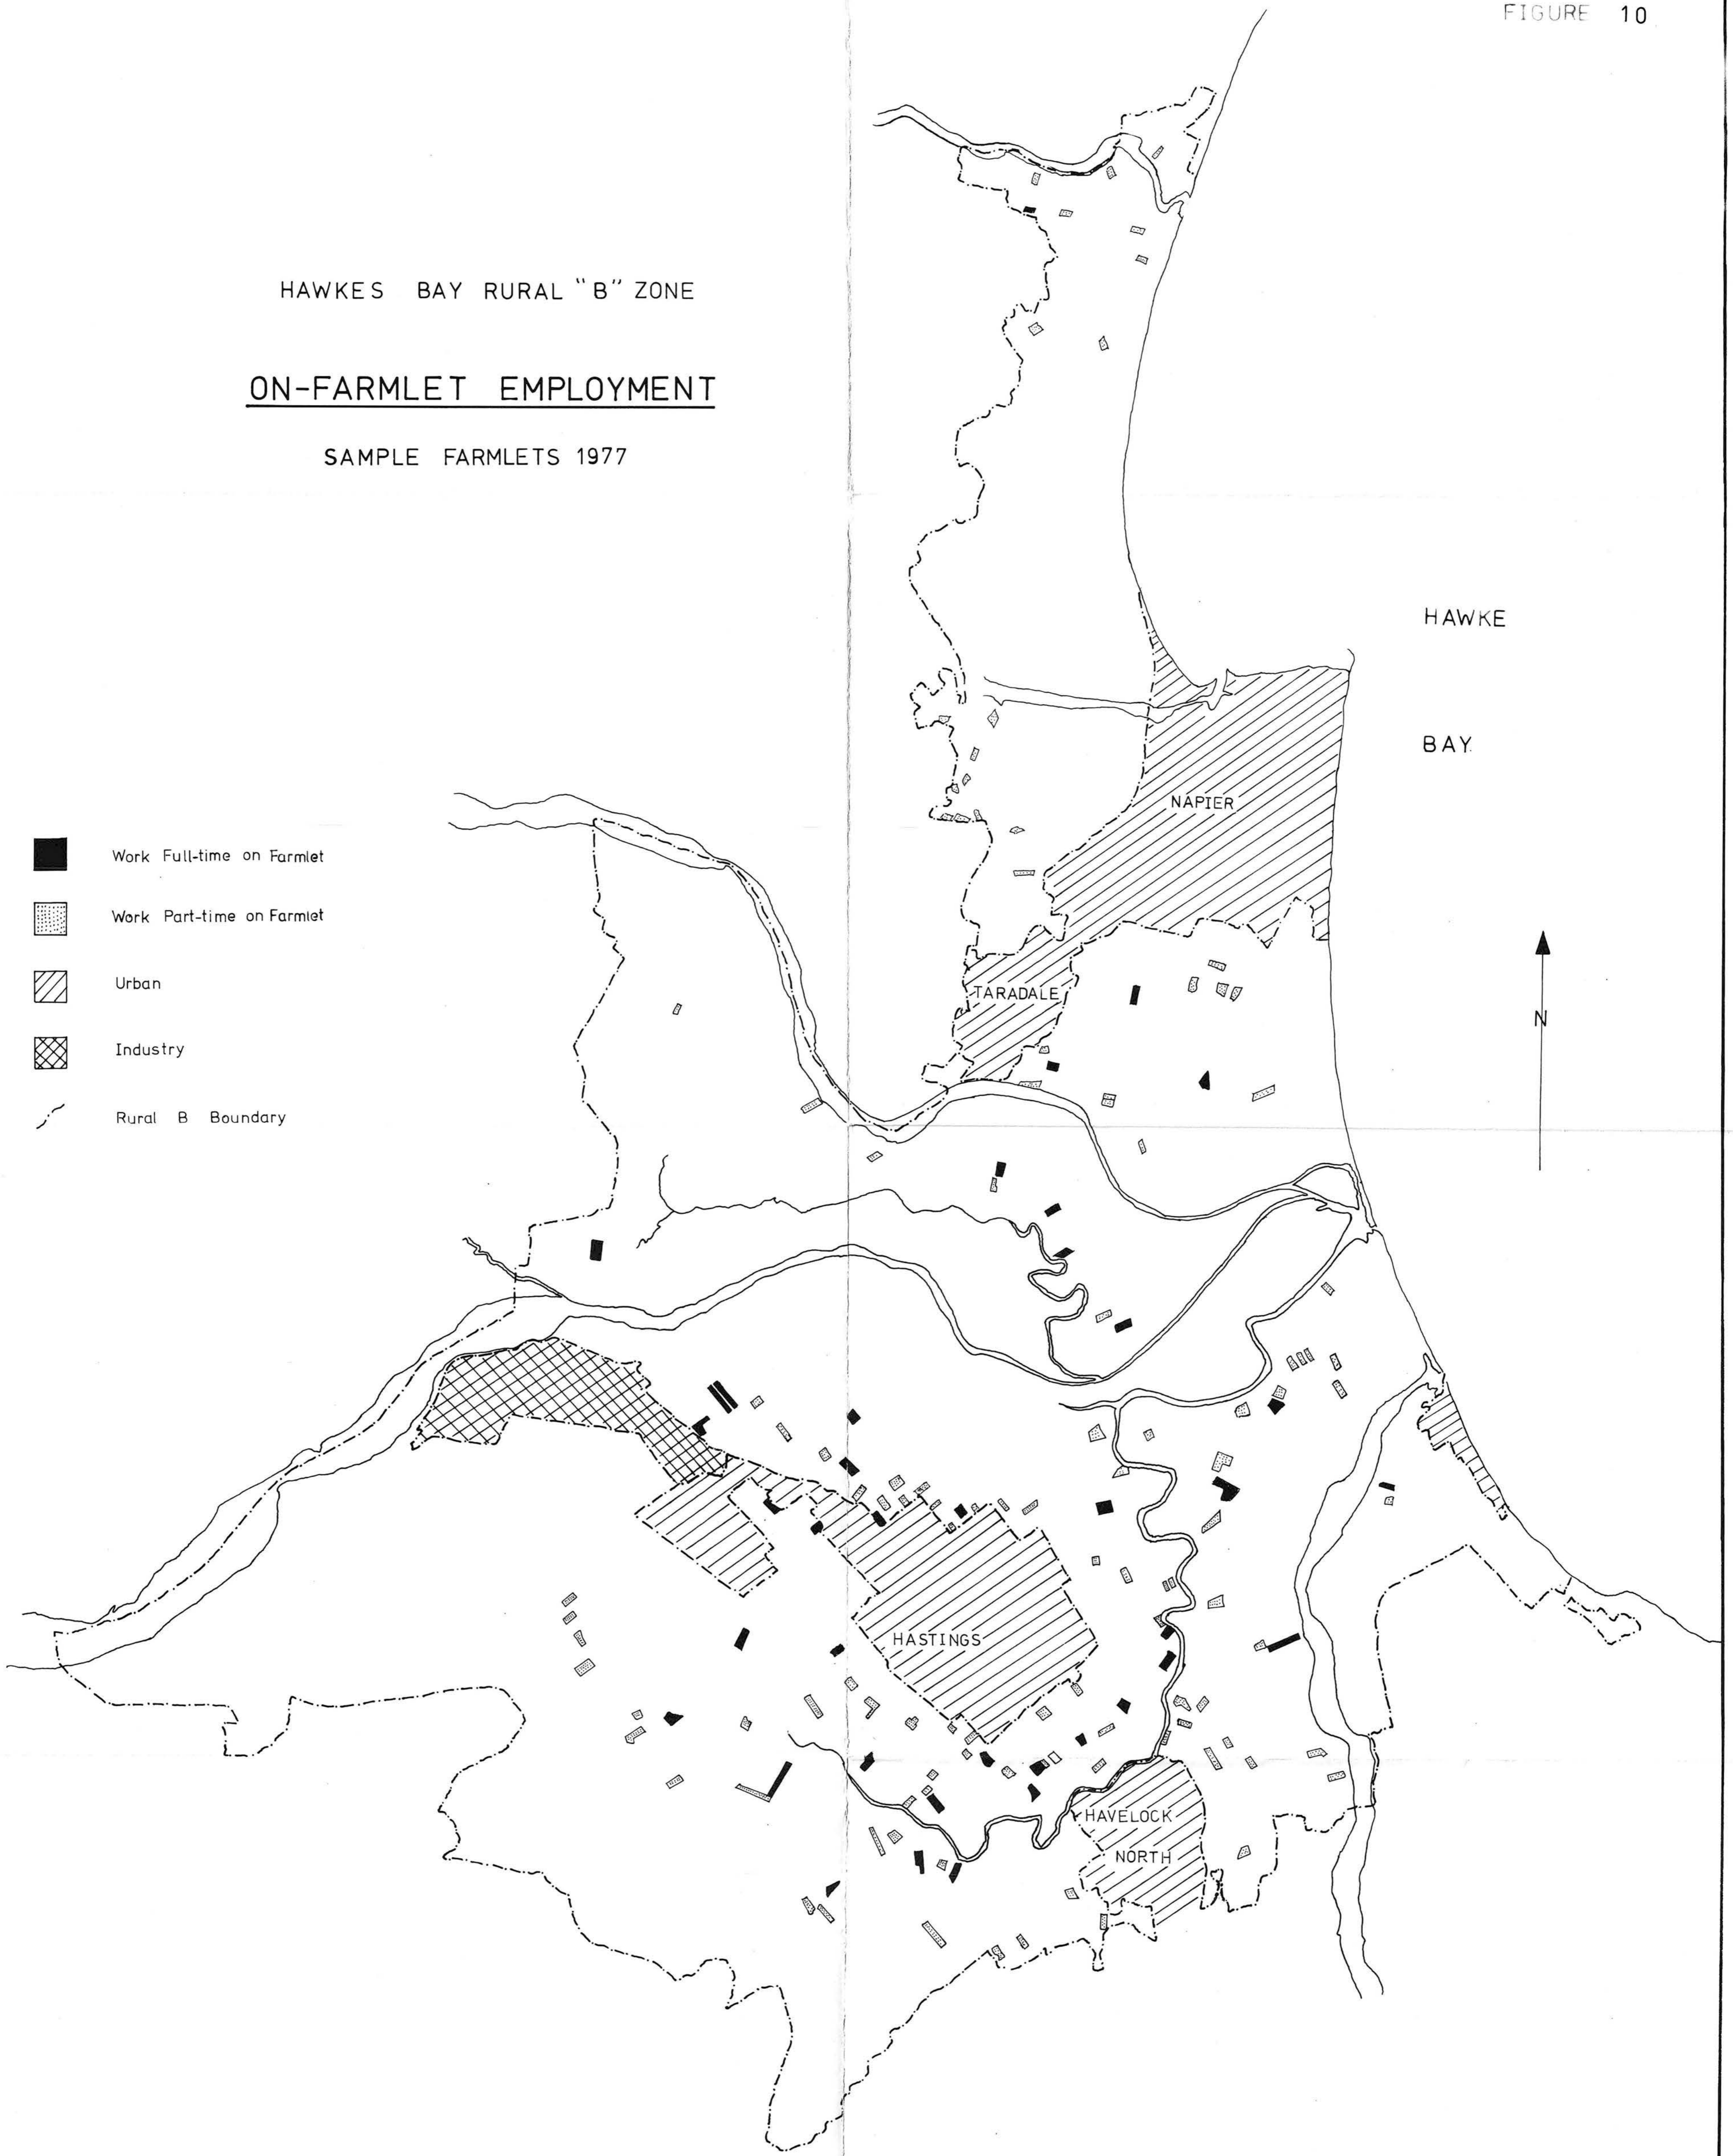 FIGURE 10
HAWKES BAY RURAL "B" ZONE
ON-FARMLET EMPLOYMENT
SAMPLE FARMLETS 1977
HAWKE
BAY
NAPIER
Work Full-time on Farmlet
Work Part-time on Farmlet
Urban
TARADALE
N
Industry
Rural B Boundary
HASTINGS
HAVELOCK
NORTH